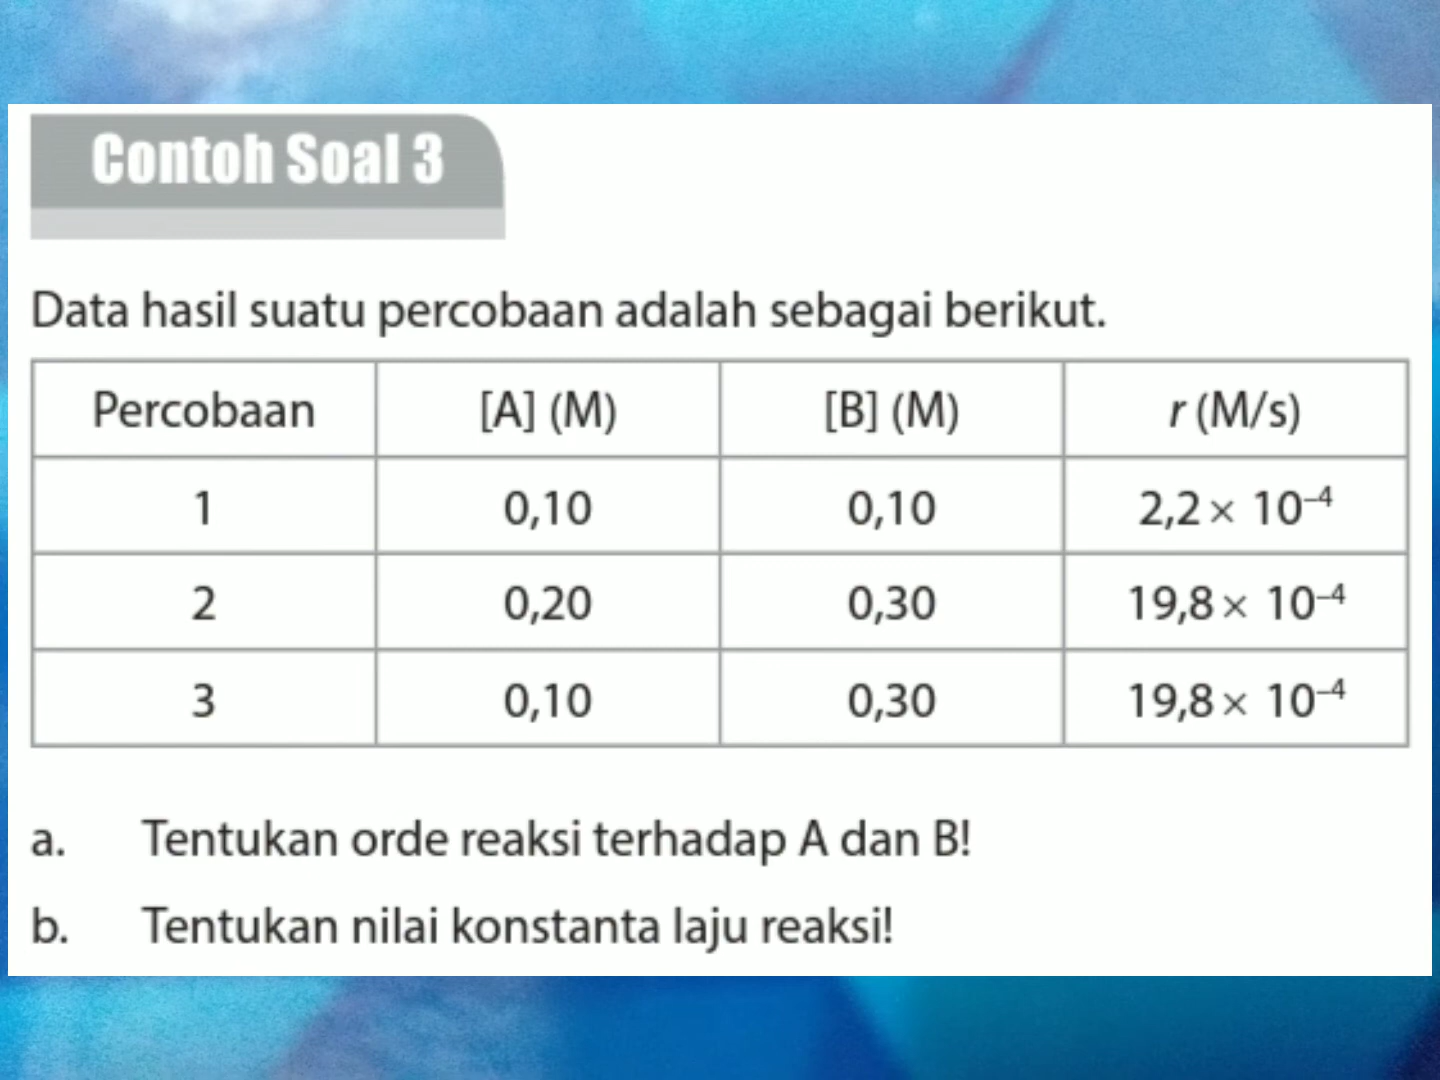 Contoh Soal 3
Data hasil suatu percobaan adalah sebagai berikut.
Percobaan [A] (M) [B] (M) r (M/s)
1 0,10 0,10 2,2 × 10⁻⁴
2 0,20 0,30 19,8 × 10⁻⁴
3 0,10 0,30 19,8 × 10⁻⁴
a. Tentukan orde reaksi terhadap A dan B!
b. Tentukan nilai konstanta laju reaksi!